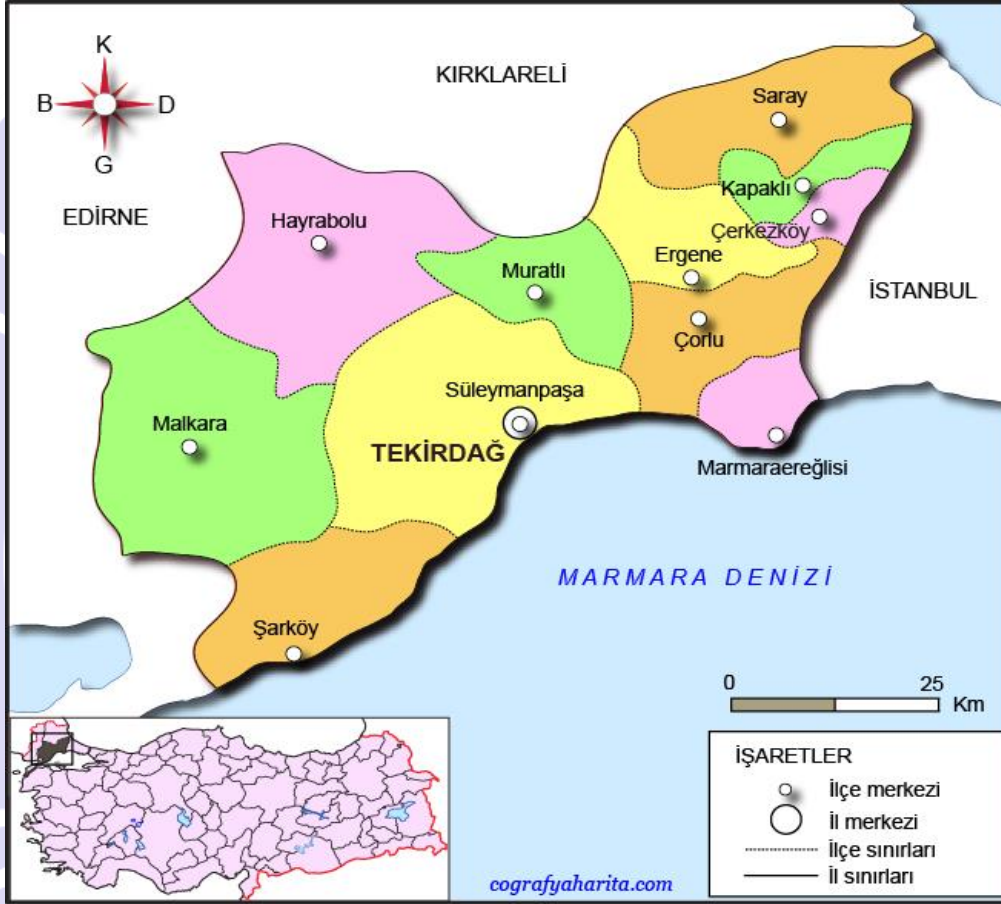 K
B
D
G
KIRKLARELİ
EDİRNE
İSTANBUL
Saray
Kapaklı
Çerkezköy
Hayrabolu
Muratlı
Ergene
Çorlu
Süleymanpaşa
TEKİRDAĞ
Malkara
Marmaraereğlisi
Şarköy
MARMARA DENİZİ
0 25
Km
İŞARETLER
İlçe merkezi
İl merkezi
İlçe sınırları
İl sınırları
cografyaharita.com